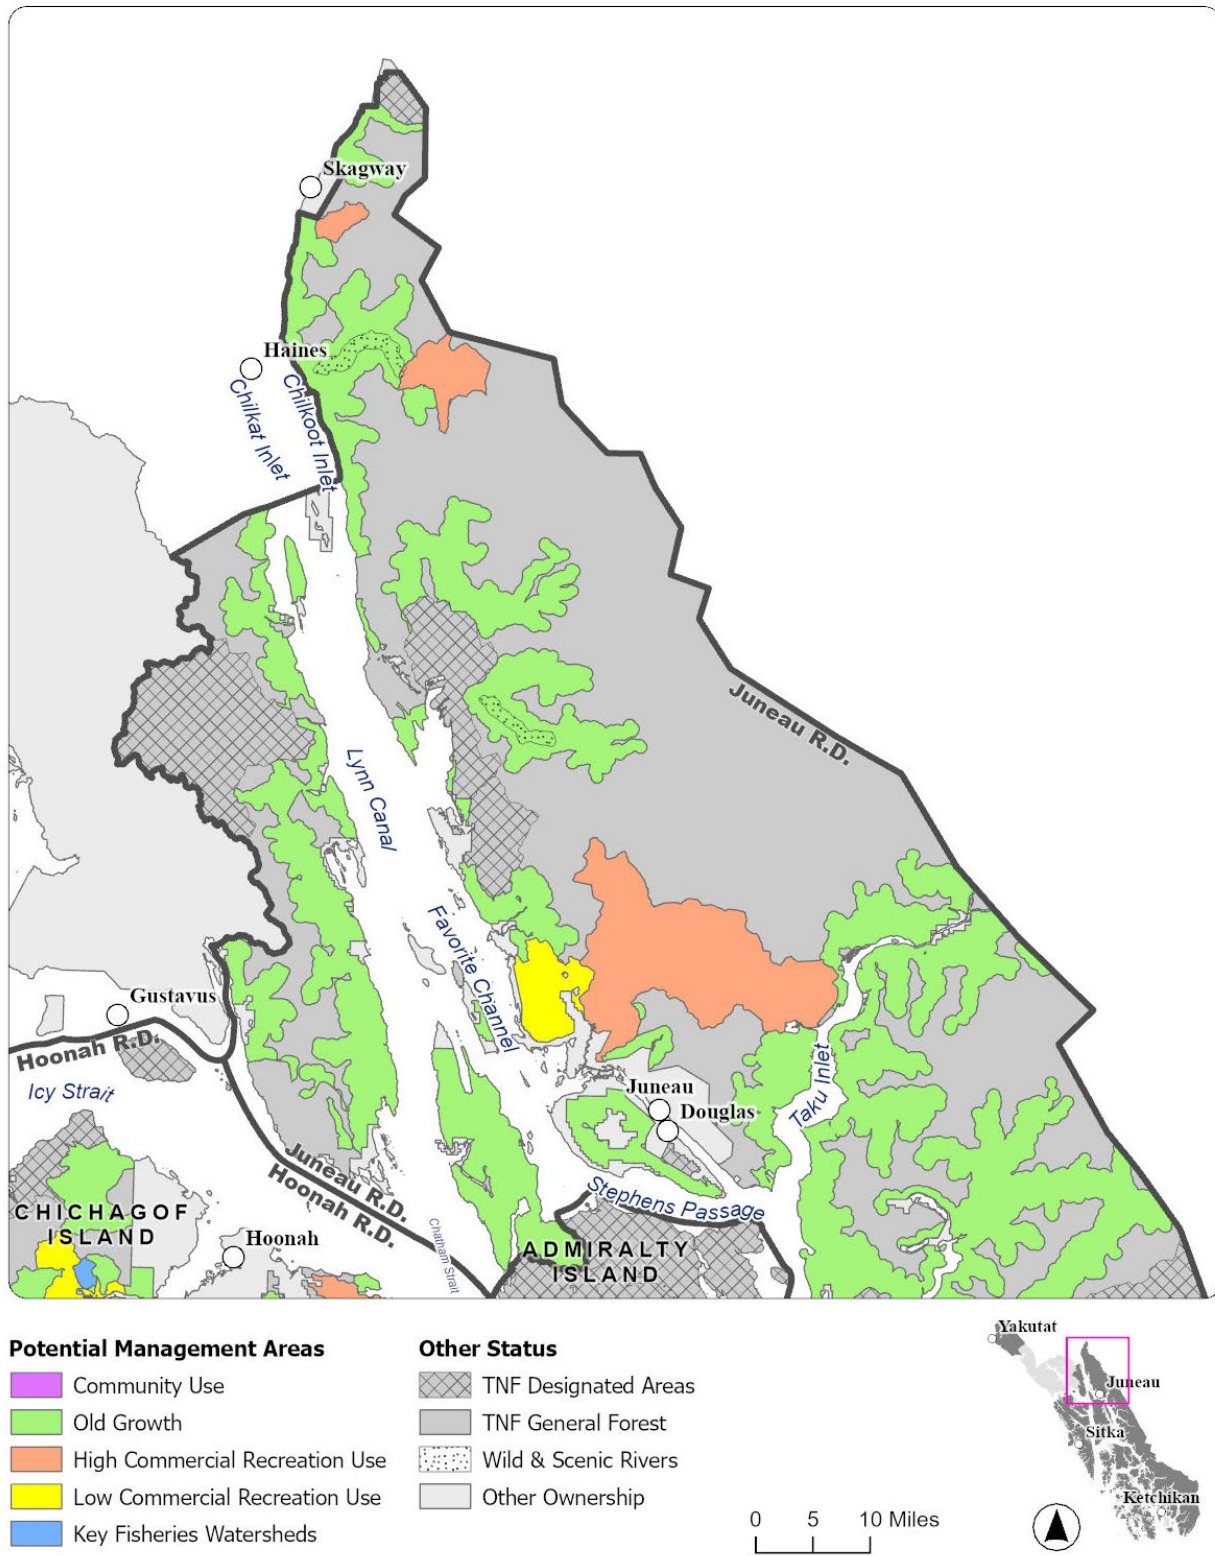 Skagway
Haines
Chilkat Inlet
Chilkoot Inlet
Juneau R.D.
Lynn Canal
Favorite Channel
Gustavus
Hoonah R.D.
Icy Strait
Juneau
Douglas
Taku Inlet
Juneau R.D.
Hoonah R.D.
Stephens Passage
CHICHAGOF
ISLAND
Hoonah
Chatham Strait
ADMIRALTY
ISLAND
Potential Management Areas
Community Use
Old Growth
High Commercial Recreation Use
Low Commercial Recreation Use
Key Fisheries Watersheds
Other Status
TNF Designated Areas
TNF General Forest
Wild & Scenic Rivers
Other Ownership
0 5 10 Miles
Yakutat
Juneau
Sitka
Ketchikan